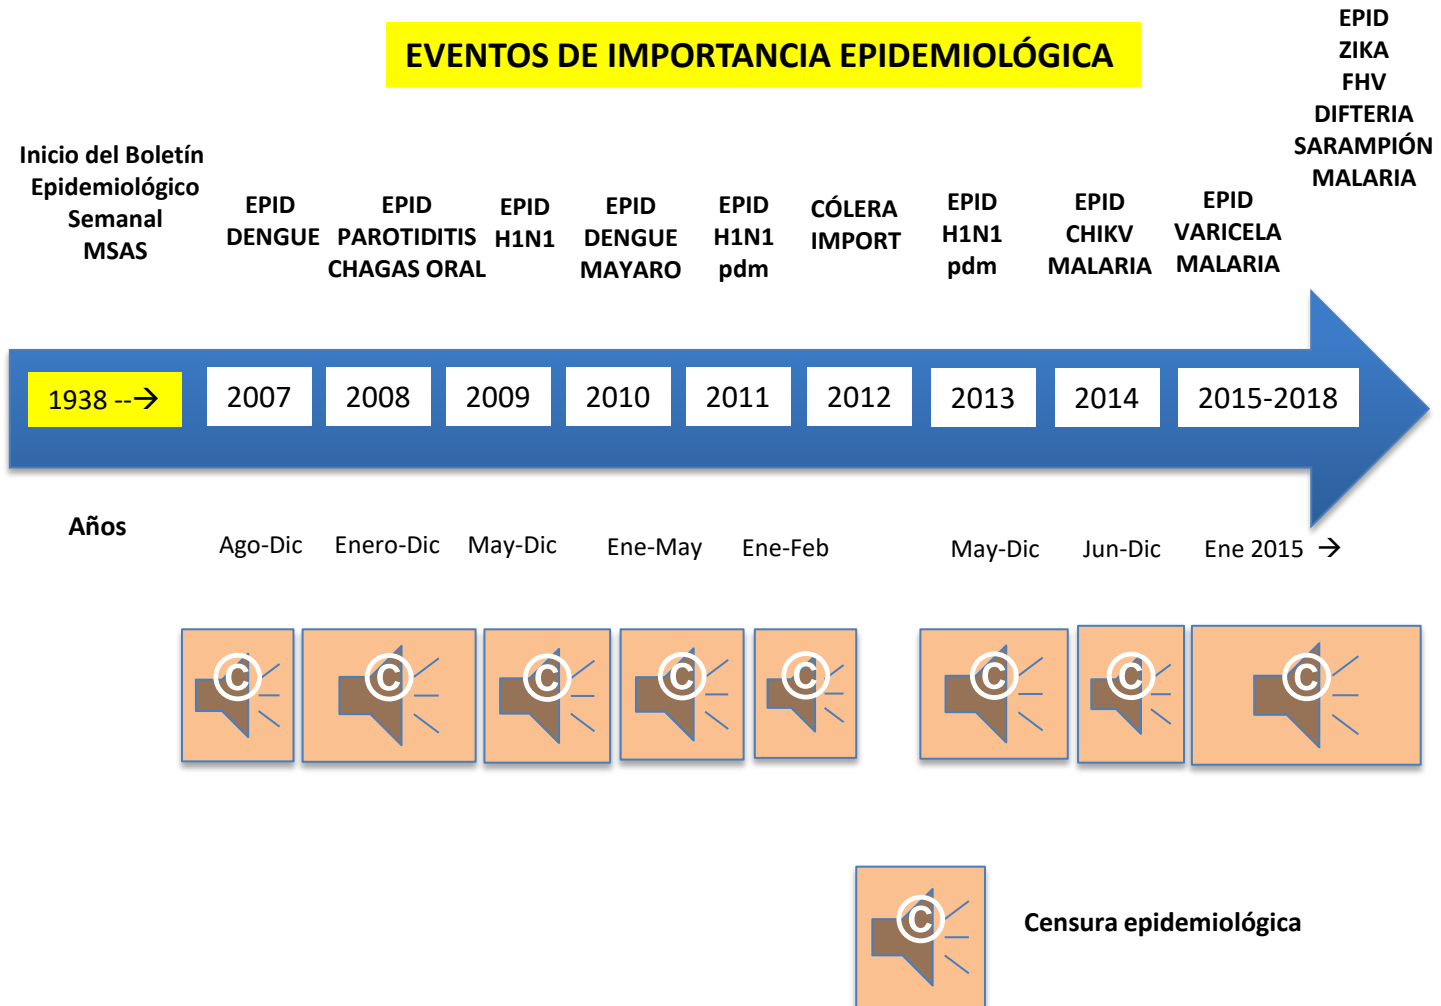 EVENTOS DE IMPORTANCIA EPIDEMIOLÓGICA
Inicio del Boletín
Epidemiológico
Semanal
MSAS
EPID
DENGUE
EPID
PAROTIDITIS
CHAGAS ORAL
EPID
H1N1
EPID
DENGUE
MAYARO
EPID
H1N1
pdm
CÓLERA
IMPORT
EPID
H1N1
pdm
EPID
CHIKV
MALARIA
EPID
VARICELA
MALARIA
EPID
ZIKA
FHV
DIFTERIA
SARAMPIÓN
MALARIA
1938 --→
2007
2008
2009
2010
2011
2012
2013
2014
2015-2018
Años
Ago-Dic
Enero-Dic
May-Dic
Ene-May
Ene-Feb
May-Dic
Jun-Dic
Ene 2015 →
©
©
©
©
©
©
©
©
©
Censura epidemiológica